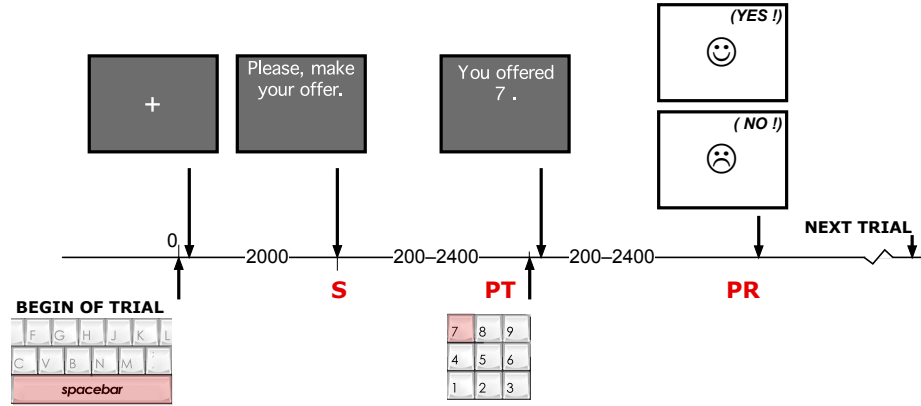 (YES !)
+
Please, make
your offer.
You offered
7 .
( NO !)
NEXT TRIAL
0
2000
200–2400
200–2400
S
PT
PR
BEGIN OF TRIAL
F G H J K L
C V B N M
spacebar
7 8 9
4 5 6
1 2 3